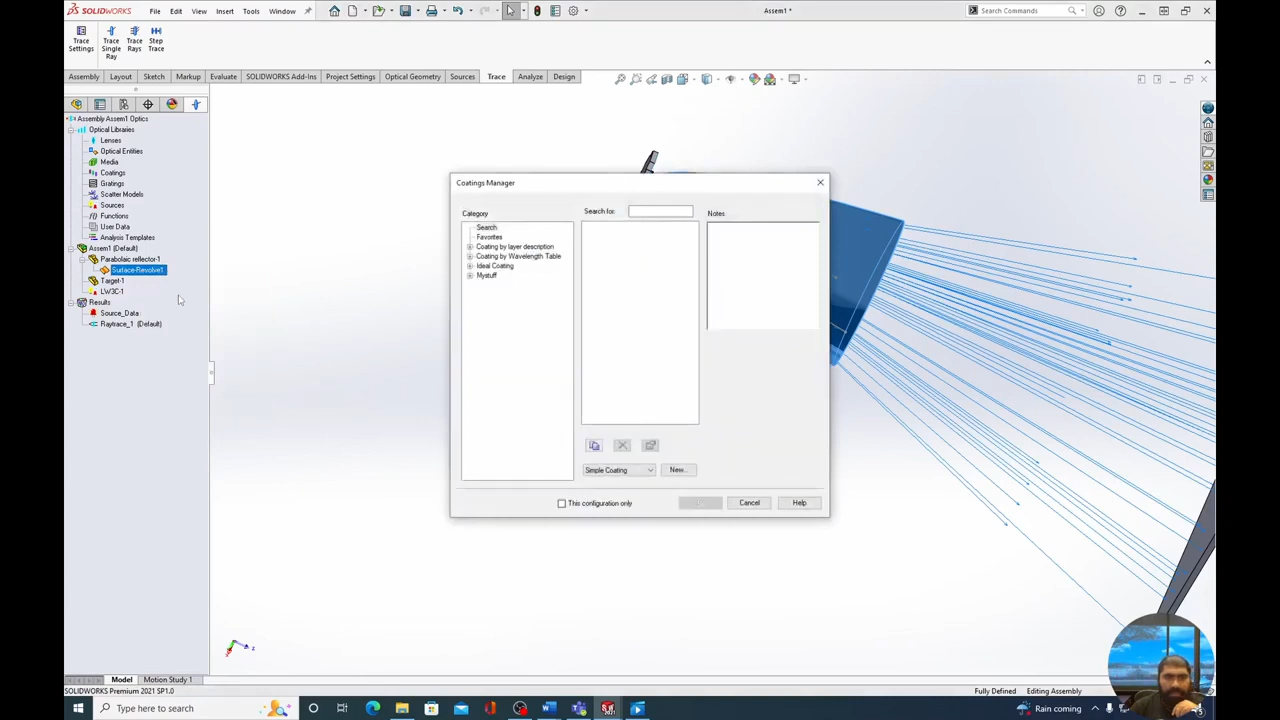 SOLIDWORKS File Edit View Insert Tools Window Assem1 * Search Commands
Trace Settings
Trace Single Ray
Trace Rays
Step Trace
Assembly Layout Sketch Markup Evaluate SOLIDWORKS Add-Ins Project Settings Optical Geometry Sources Trace Analyze Design
Assembly Assem1 Optics
Optical Libraries
Lenses
Optical Entities
Media
Coatings
Gratings
Scatter Models
Sources
Functions
User Data
Analysis Templates
Assem1 (Default)
Parabolaic reflector-1
Surface-Revolve1
Target-1
LW3C-1
Results
Source_Data
Raytrace_1 (Default)
Coatings Manager
Category
Search for:
Notes
Search
Favorites
Coating by layer description
Coating by Wavelength Table
Ideal Coating
Mystuff
Simple Coating New...
This configuration only Cancel Help
z
Model Motion Study 1
SOLIDWORKS Premium 2021 SP1.0 Fully Defined Editing Assembly
Type here to search Rain coming